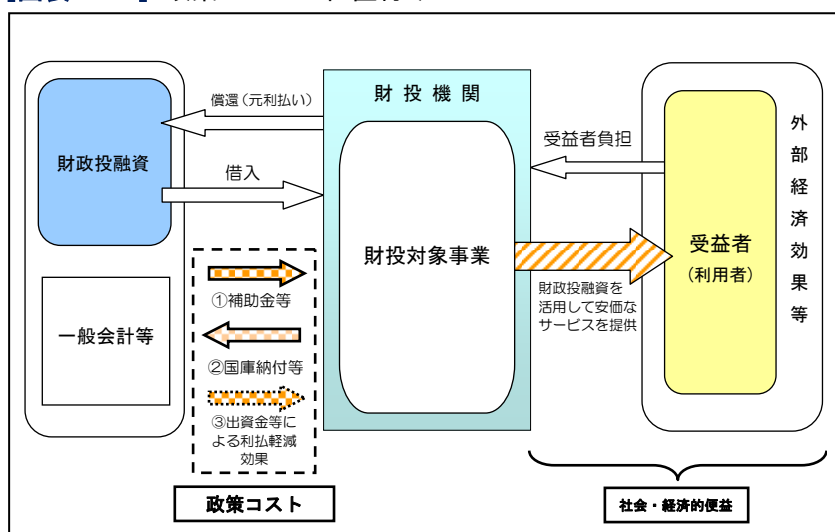 財政投融資
一般会計等
償還（元利払い）
借入
①補助金等
②国庫納付等
③出資金等に
よる利払軽減
効果
政策コスト
財投機関
財投対象事業
受益者負担
財政投融資を
活用して安価な
サービスを提供
受益者
（利用者）
外部経済効果等
社会・経済的便益